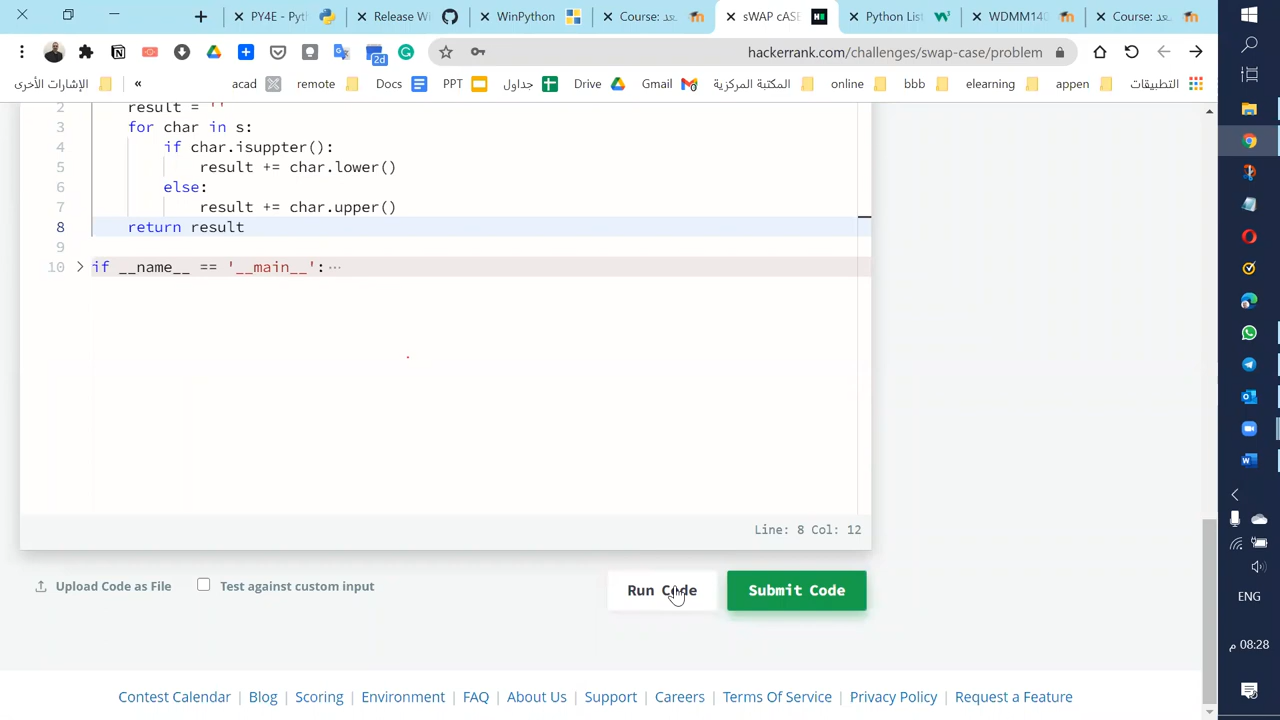 PY4E - Pyt
Release Wi
WinPython
Course: بعد
sWAP cASE
Python List
WDMM140
Course: بعد
hackerrank.com/challenges/swap-case/problem
2d
الإشارات الأخرى
»
acad
remote
Docs
PPT
جداول
Drive
Gmail
المكتبة المركزية
online
bbb
elearning
appen
التطبيقات
2 result = ''
3 for char in s:
4 if char.isuppter():
5 result += char.lower()
6 else:
7 result += char.upper()
8 return result
9
10 if __name__ == '__main__': ···
Line: 8 Col: 12
Upload Code as File
Test against custom input
Run Code
Submit Code
Contest Calendar | Blog | Scoring | Environment | FAQ | About Us | Support | Careers | Terms Of Service | Privacy Policy | Request a Feature
ENG
08:28 م